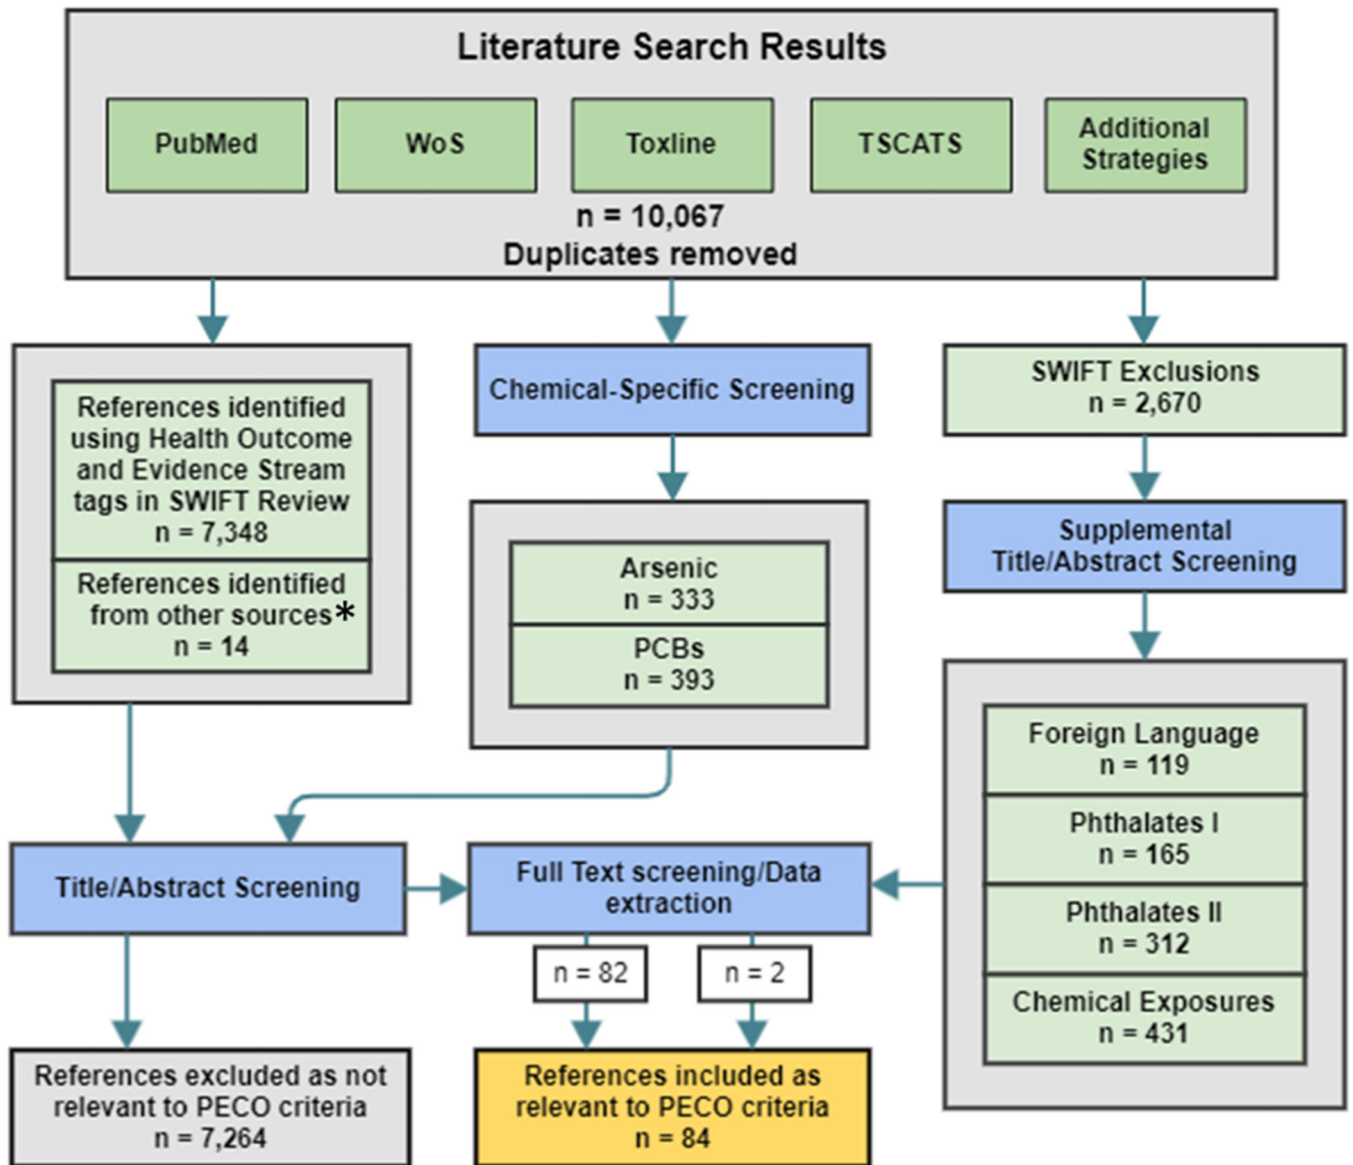 Literature Search Results
PubMed
WoS
Toxline
TSCATS
Additional
Strategies
n = 10,067
Duplicates removed
References identified
using Health Outcome
and Evidence Stream
tags in SWIFT Review
n = 7,348
References identified
from other sources*
n = 14
Chemical-Specific Screening
Arsenic
n = 333
PCBs
n = 393
SWIFT Exclusions
n = 2,670
Supplemental
Title/Abstract Screening
Foreign Language
n = 119
Phthalates I
n = 165
Phthalates II
n = 312
Chemical Exposures
n = 431
Title/Abstract Screening
Full Text screening/Data
extraction
n = 82
n = 2
References excluded as not
relevant to PECO criteria
n = 7,264
References included as
relevant to PECO criteria
n = 84